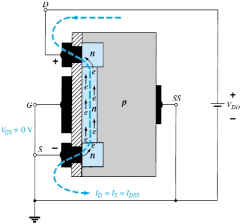 D
+
n
e
e
e
e
e
e
G
p
SS
+
V_DD
−
V_GS = 0 V
S
−
e
e
n
I_D = I_S = I_DSS